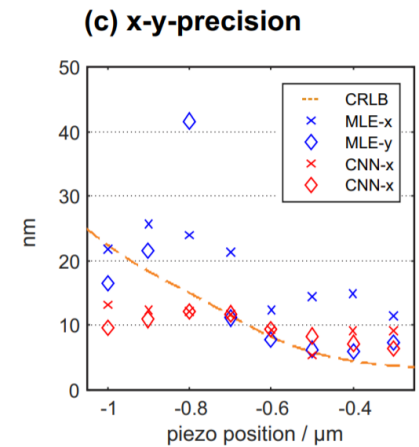 (c) x-y-precision
50
40
30
20
10
0
nm
CRLB
MLE-x
MLE-y
CNN-x
CNN-x
-1 -0.8 -0.6 -0.4
piezo position / μm